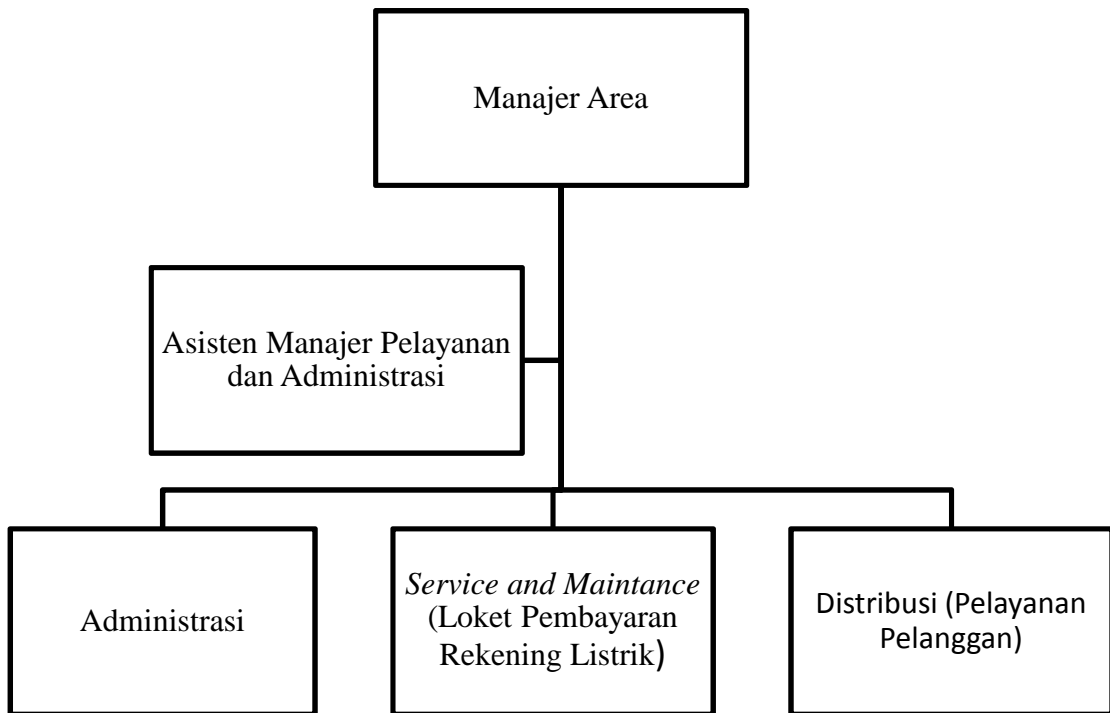 Manajer Area
Asisten Manajer Pelayanan
dan Administrasi
Administrasi
Service and Maintance
(Loket Pembayaran
Rekening Listrik)
Distribusi (Pelayanan
Pelanggan)